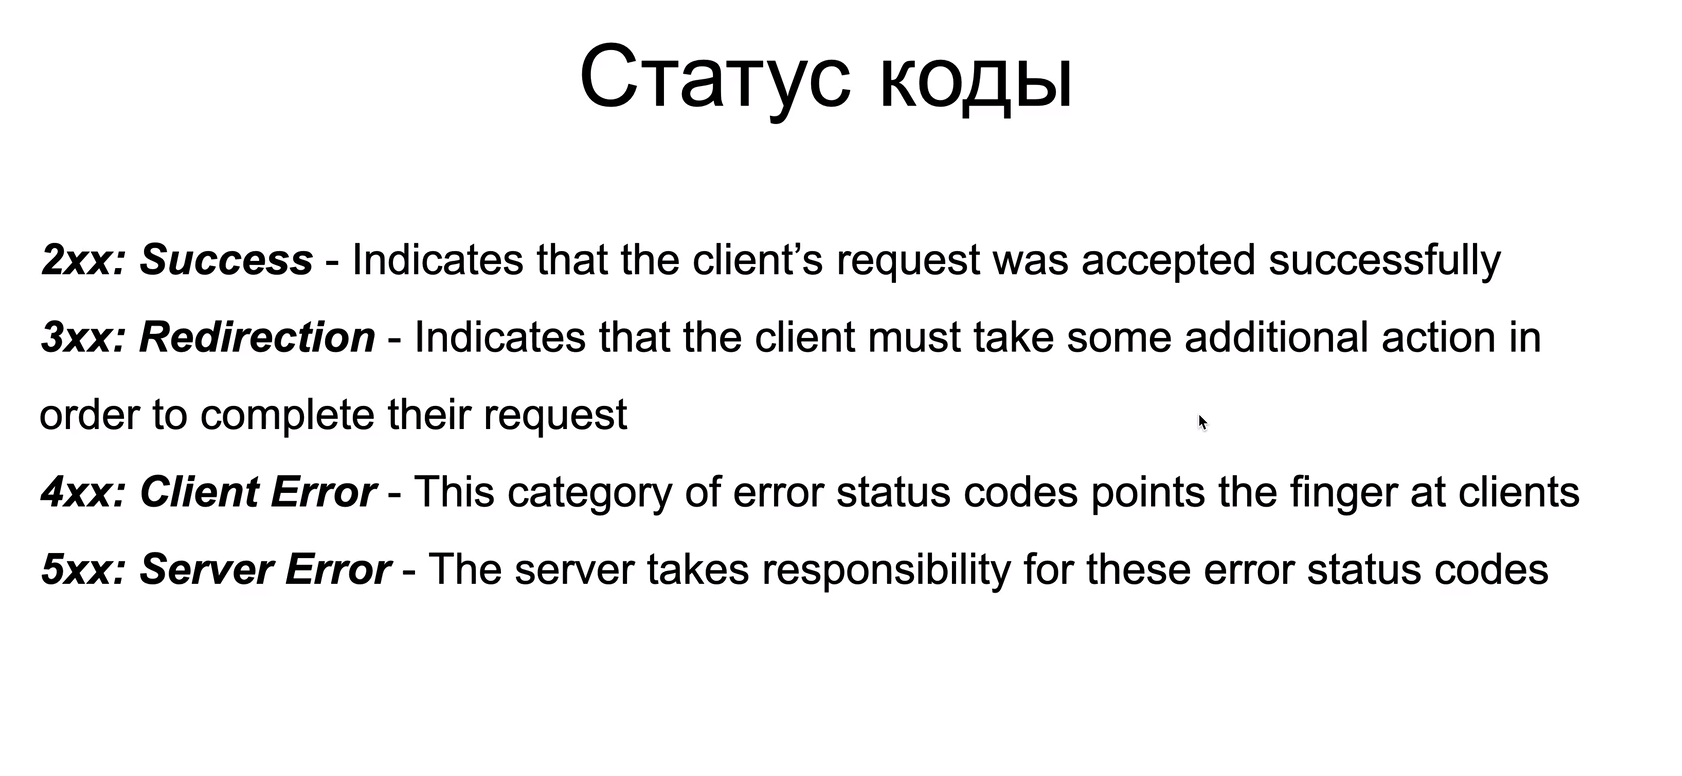 Статус коды
2xx: Success - Indicates that the client’s request was accepted successfully
3xx: Redirection - Indicates that the client must take some additional action in
order to complete their request
4xx: Client Error - This category of error status codes points the finger at clients
5xx: Server Error - The server takes responsibility for these error status codes